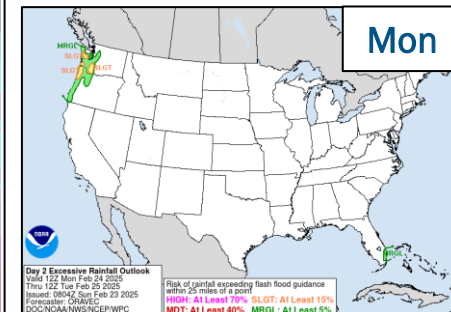 Mon
MRGL
SLGT
SLGT SLGT
MRGL
NOAA
Day 2 Excessive Rainfall Outlook
Valid 12Z Mon Feb 24 2025
Thru 12Z Tue Feb 25 2025
Issued: 0804Z Sun Feb 23 2025
Forecaster: ORAVEC
DOC/NOAA/NWS/NCEP/WPC
Risk of rainfall exceeding flash flood guidance
within 25 miles of a point
HIGH: At Least 70% SLGT: At Least 15%
MDT: At Least 40% MRGL: At Least 5%